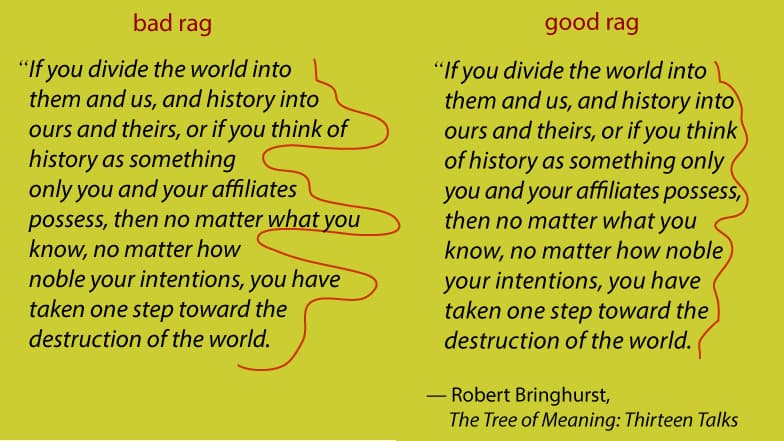 bad rag
“If you divide the world into
them and us, and history into
ours and theirs, or if you think of
history as something
only you and your affiliates
possess, then no matter what you
know, no matter how
noble your intentions, you have
taken one step toward the
destruction of the world.
good rag
“If you divide the world into
them and us, and history into
ours and theirs, or if you think
of history as something only
you and your affiliates possess,
then no matter what you
know, no matter how noble
your intentions, you have
taken one step toward the
destruction of the world.
— Robert Bringhurst,
The Tree of Meaning: Thirteen Talks